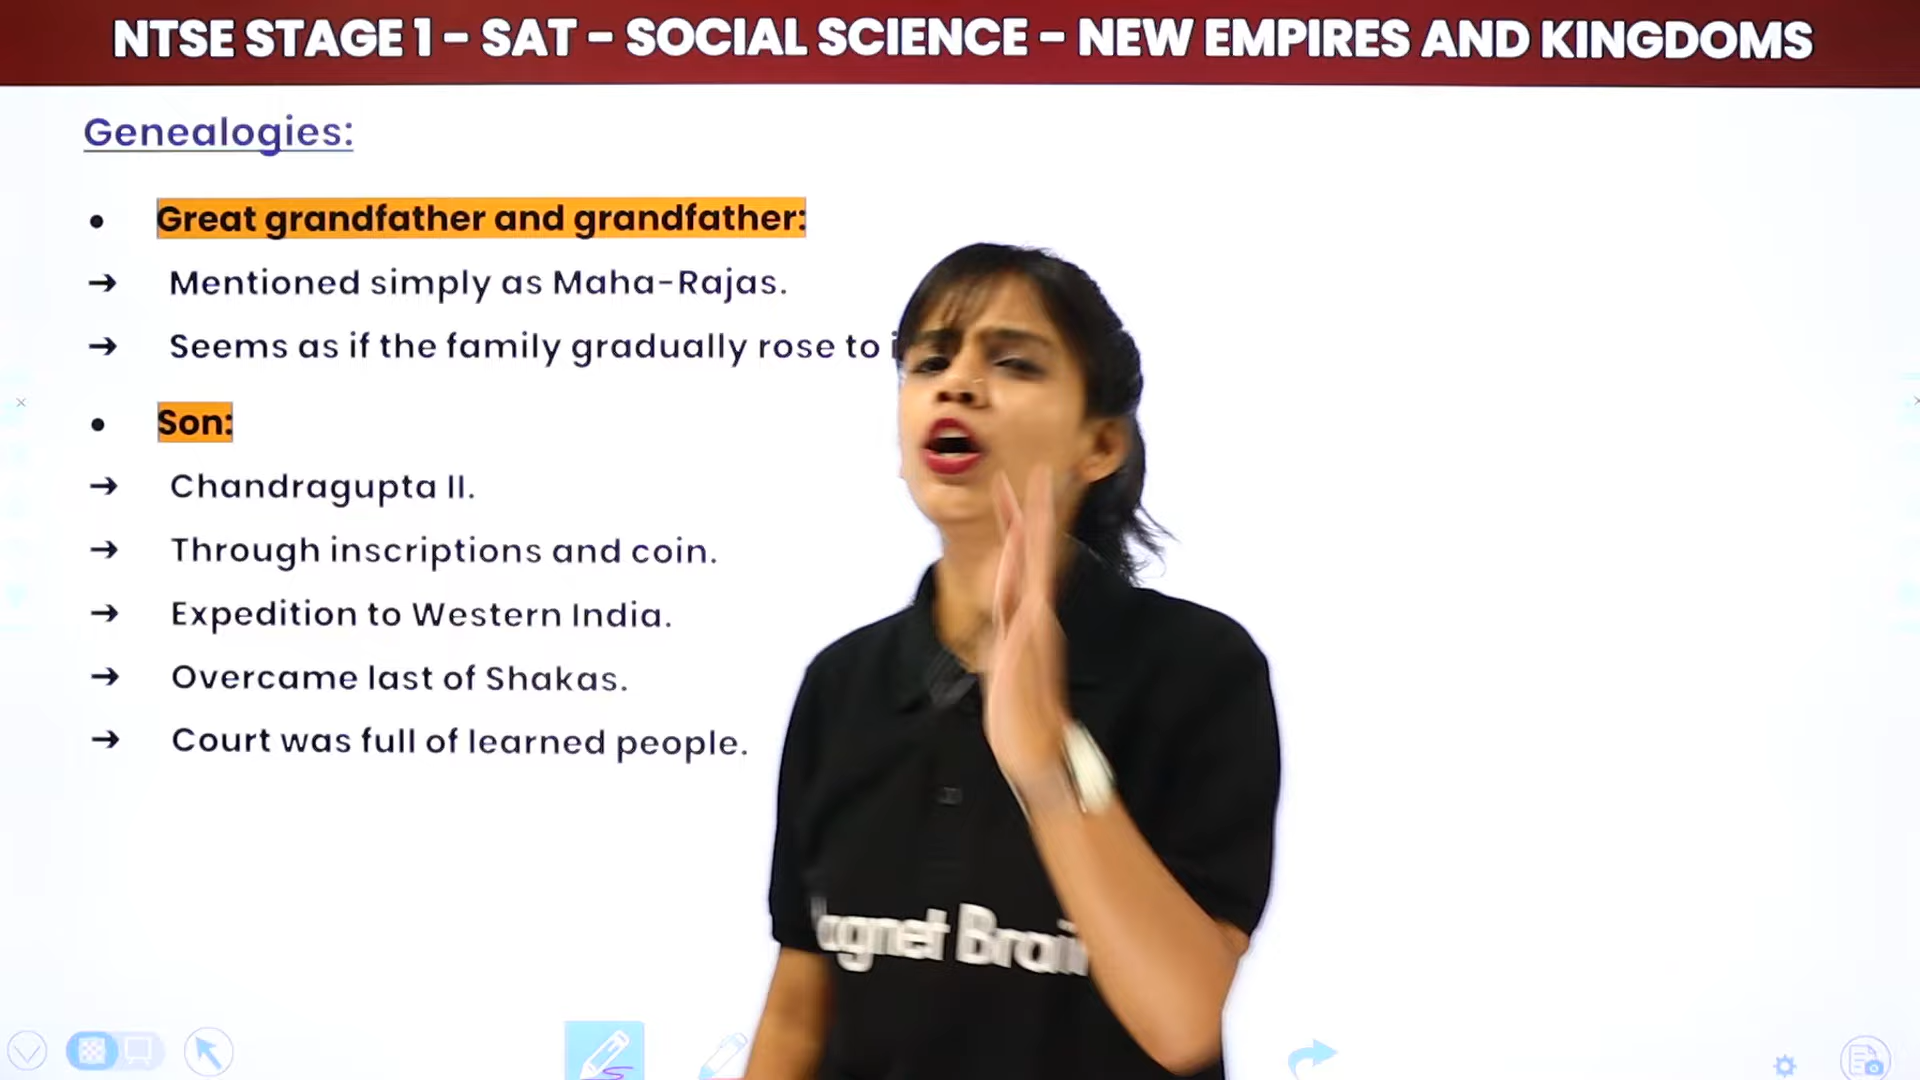 NTSE STAGE 1 - SAT - SOCIAL SCIENCE - NEW EMPIRES AND KINGDOMS
Genealogies:
• Great grandfather and grandfather:
→ Mentioned simply as Maha-Rajas.
→ Seems as if the family gradually rose to
• Son:
→ Chandragupta II.
→ Through inscriptions and coin.
→ Expedition to Western India.
→ Overcame last of Shakas.
→ Court was full of learned people.
agnet Brai